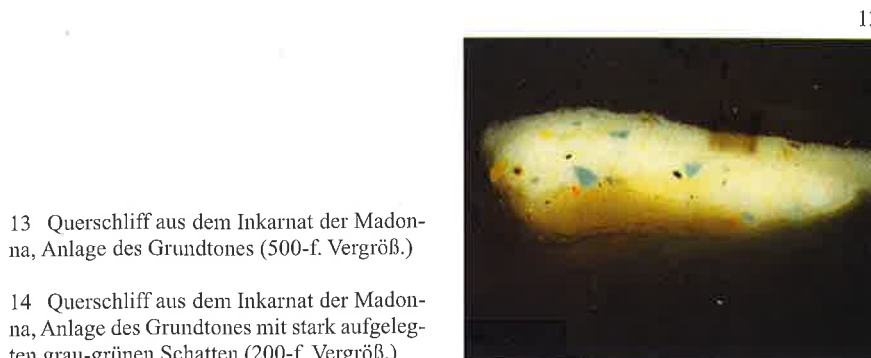 13 Querschliff aus dem Inkarnat der Madon-
na, Anlage des Grundtones (500-f. Vergröß.)
14 Querschliff aus dem Inkarnat der Madon-
na, Anlage des Grundtones mit stark aufgeleg-
ten grau-grünen Schatten (200-f. Vergröß.)